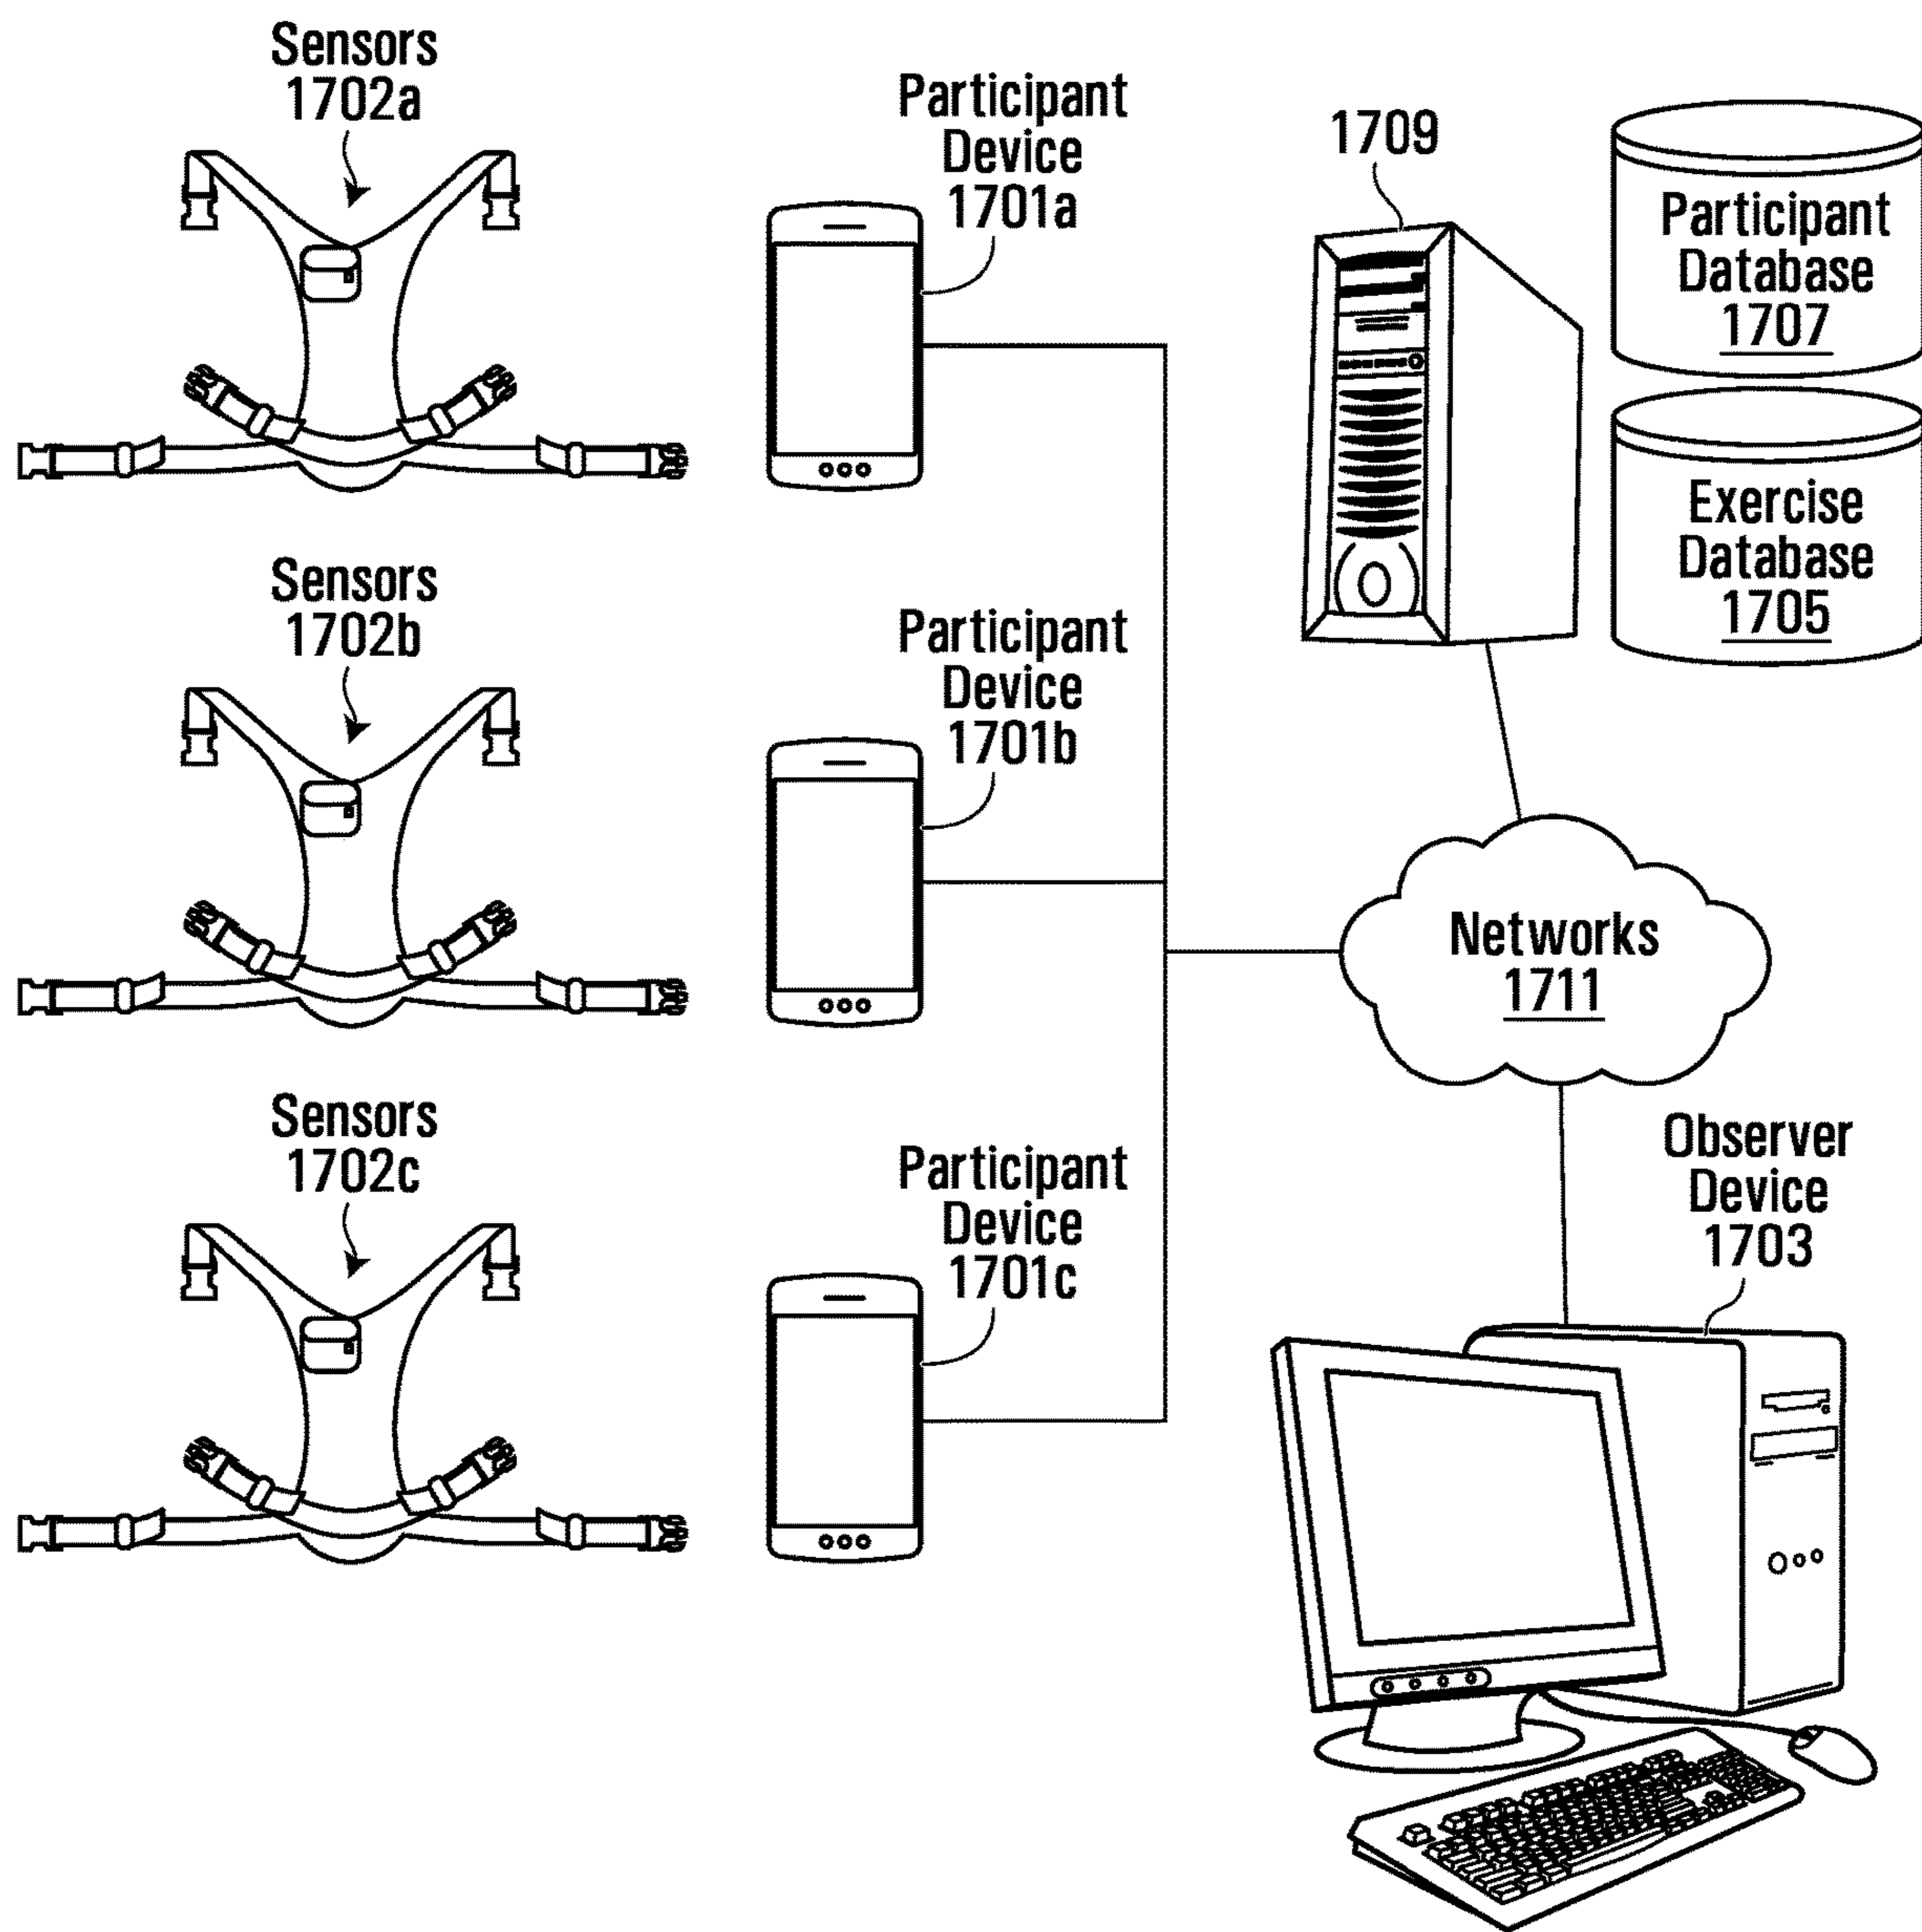 Sensors
1702a
Participant
Device
1701a
1709
Participant
Database
1707
Exercise
Database
1705
Sensors
1702b
Participant
Device
1701b
Networks
1711
Sensors
1702c
Participant
Device
1701c
Observer
Device
1703